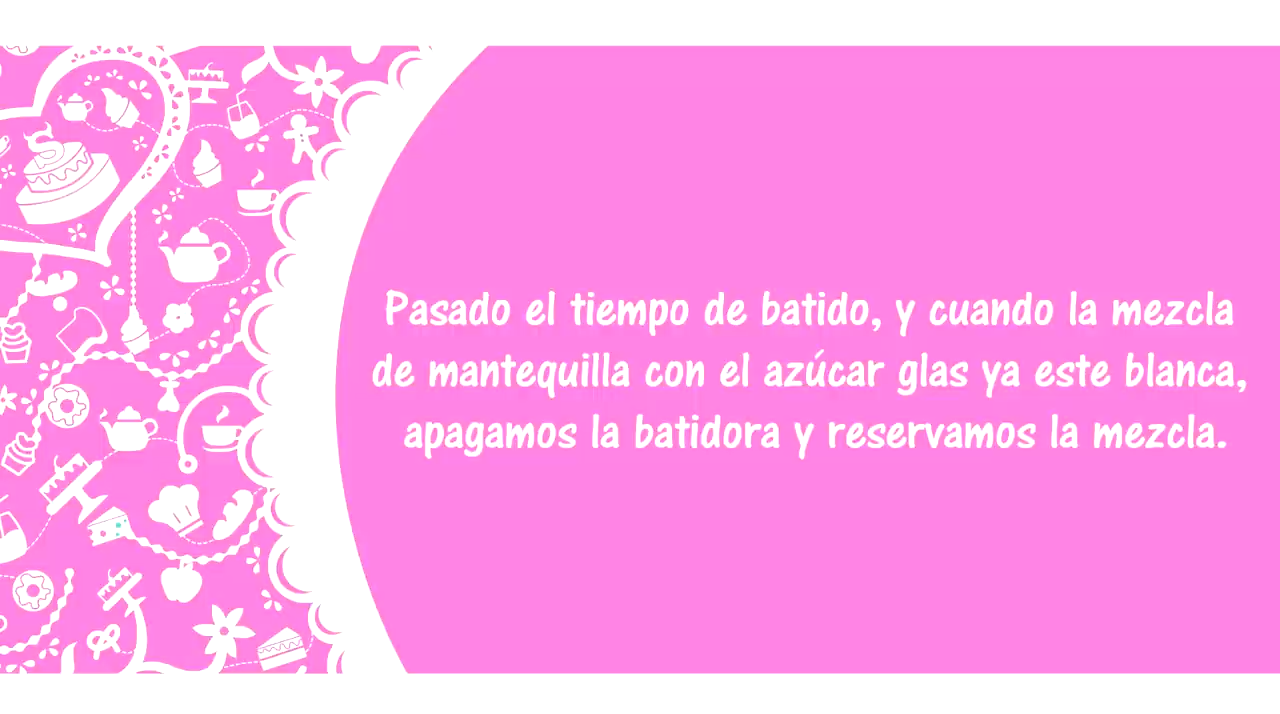 Pasado el tiempo de batido, y cuando la mezcla
de mantequilla con el azúcar glas ya este blanca,
apagamos la batidora y reservamos la mezcla.